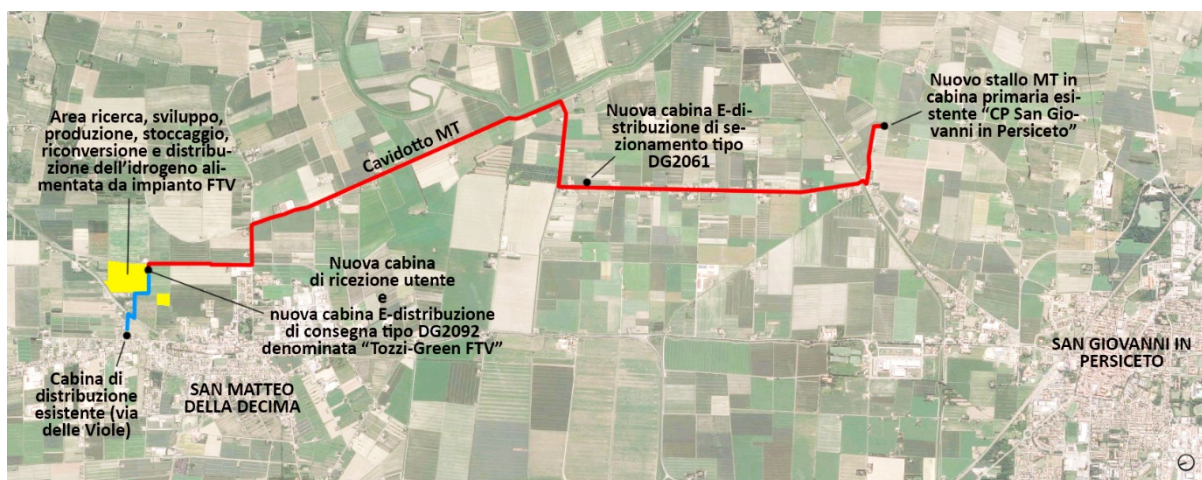 Area ricerca, sviluppo,
produzione, stoccaggio,
riconversione e distribu-
zione dell'idrogeno ali-
mentata da impianto FTV
Cavidotto MT
Nuova cabina E-di-
stribuzione di se-
zionamento tipo
DG2061
Nuovo stallo MT in
cabina primaria esi-
stente “CP San Gio-
vanni in Persiceto”
Nuova cabina
di ricezione utente
e
nuova cabina E-distribuzione
di consegna tipo DG2092
denominata “Tozzi-Green FTV”
Cabina di
distribuzione
esistente (via
delle Viole)
SAN MATTEO
DELLA DECIMA
SAN GIOVANNI IN
PERSICETO